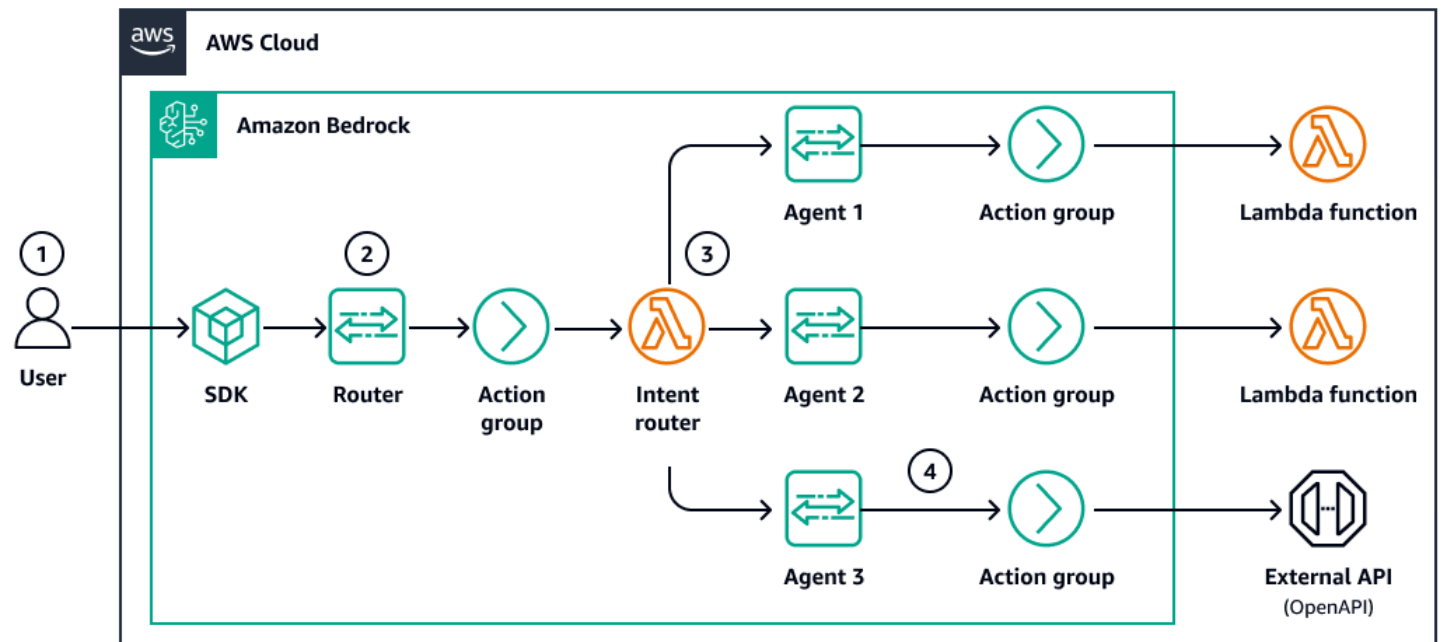 aws
AWS Cloud
Amazon Bedrock
Agent 1
Action group
Lambda function
1
2
3
User
SDK
Router
Action
group
Intent
router
Agent 2
Action group
Lambda function
4
Agent 3
Action group
External API
(OpenAPI)